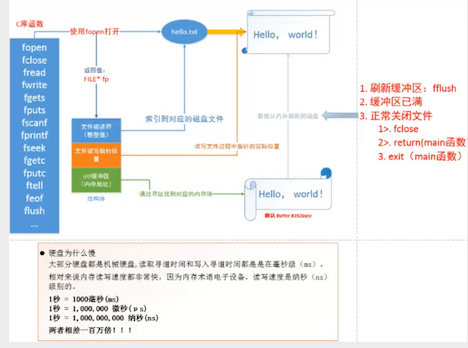 C库函数
fopen
fclose
fread
fwrite
fgets
fputs
fscanf
fprintf
fseek
fgetc
fputc
ftell
feof
flush
...
使用fopen打开
返回值:
FILE* fp
hello.txt
Hello, world!
文件描述符
(整型值)
索引到对应的磁盘文件
文件读写指针位
置
读写文件过程中指针的实际位置
I/O缓冲区
(内存地址)
通过寻址找到对应的内存块
结构体
数据从内存刷新到磁盘
Hello, world!
默认Buffer 8192byte
1. 刷新缓冲区:fflush
2. 缓冲区已满
3. 正常关闭文件
1>. fclose
2>. return(main函数
3. exit(main函数)
● 硬盘为什么慢
大部分硬盘都是机械硬盘,读取寻道时间和写入寻道时间都是是在毫秒级(ms)。
相对来说内存读写速度都非常快,因为内存术语电子设备,读写速度是纳秒(ns)
级别的。
1秒 = 1000毫秒(ms)
1秒 = 1,000,000 微秒(μs)
1秒 = 1,000,000,000 纳秒(ns)
两者相差一百万倍!!!